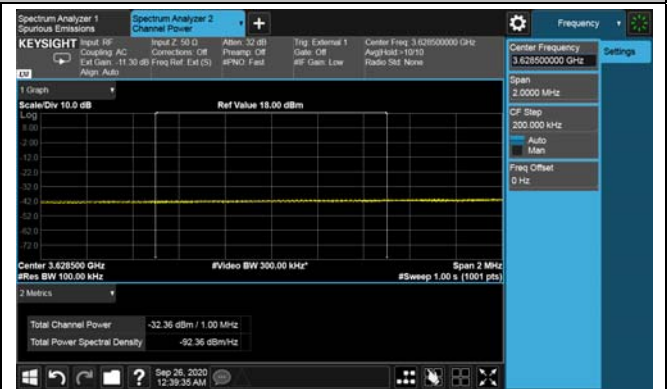 Spectrum Analyzer 1
Spurious Emissions
Spectrum Analyzer 2
Channel Power
Frequency
KEYSIGHT
Input: RF
Coupling: AC
Ext Gain: -11.30 dB
Align: Auto
Input Z: 50 Ω
Corrections: Off
Freq Ref: Ext (S)
Atten: 32 dB
Preamp: Off
#PNO: Fast
Trig: External 1
Gate: Off
#IF Gain: Low
Center Freq: 3.628500000 GHz
Avg|Hold:>10/10
Radio Std: None
Center Frequency
3.628500000 GHz
Settings
Span
2.0000 MHz
CF Step
200.000 kHz
Auto
Man
Freq Offset
0 Hz
1 Graph
Scale/Div 10.0 dB
Ref Value 18.00 dBm
Log
8.00
-2.00
-12.0
-22.0
-32.0
-42.0
-52.0
-62.0
-72.0
Center 3.628500 GHz
#Video BW 300.00 kHz*
Span 2 MHz
#Res BW 100.00 kHz
#Sweep 1.00 s (1001 pts)
2 Metrics
Total Channel Power
-32.36 dBm / 1.00 MHz
Total Power Spectral Density
-92.36 dBm/Hz
?
Sep 26, 2020
12:39:35 AM